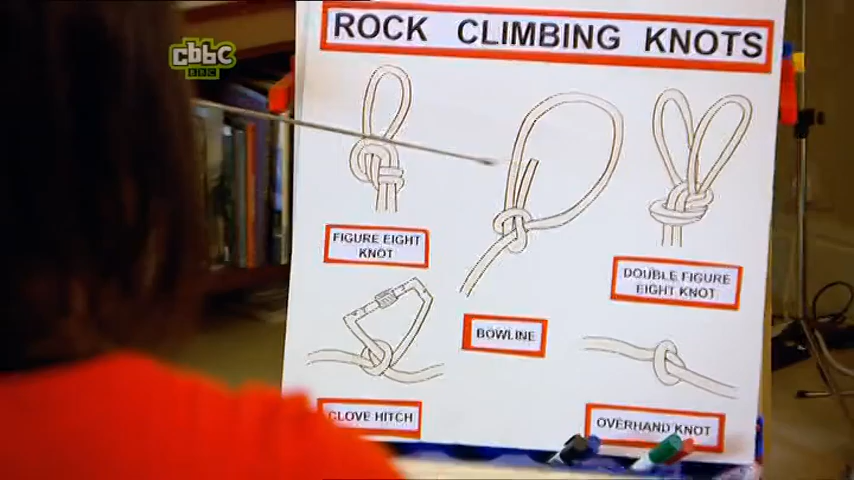 cbbc
BBC
ROCK CLIMBING KNOTS
FIGURE EIGHT
KNOT
DOUBLE FIGURE
EIGHT KNOT
BOWLINE
CLOVE HITCH
OVERHAND KNOT